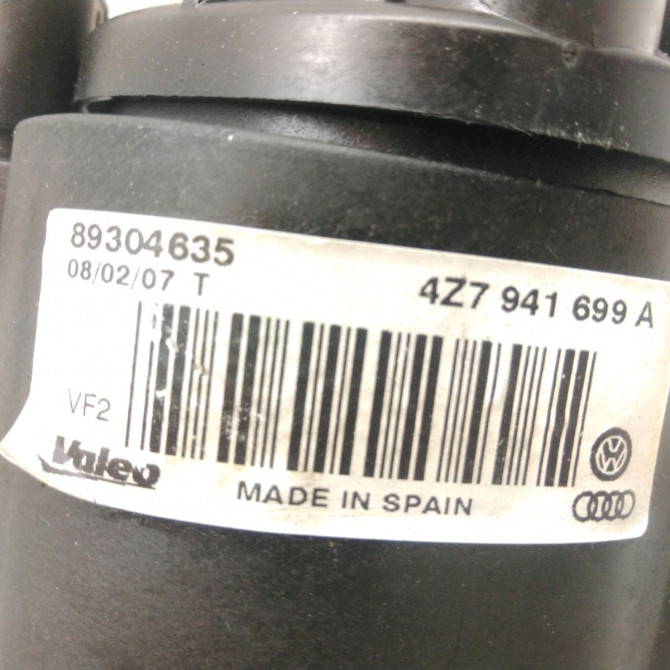 89304635
08/02/07 T
4Z7 941 699 A
VF2
Valeo
MADE IN SPAIN